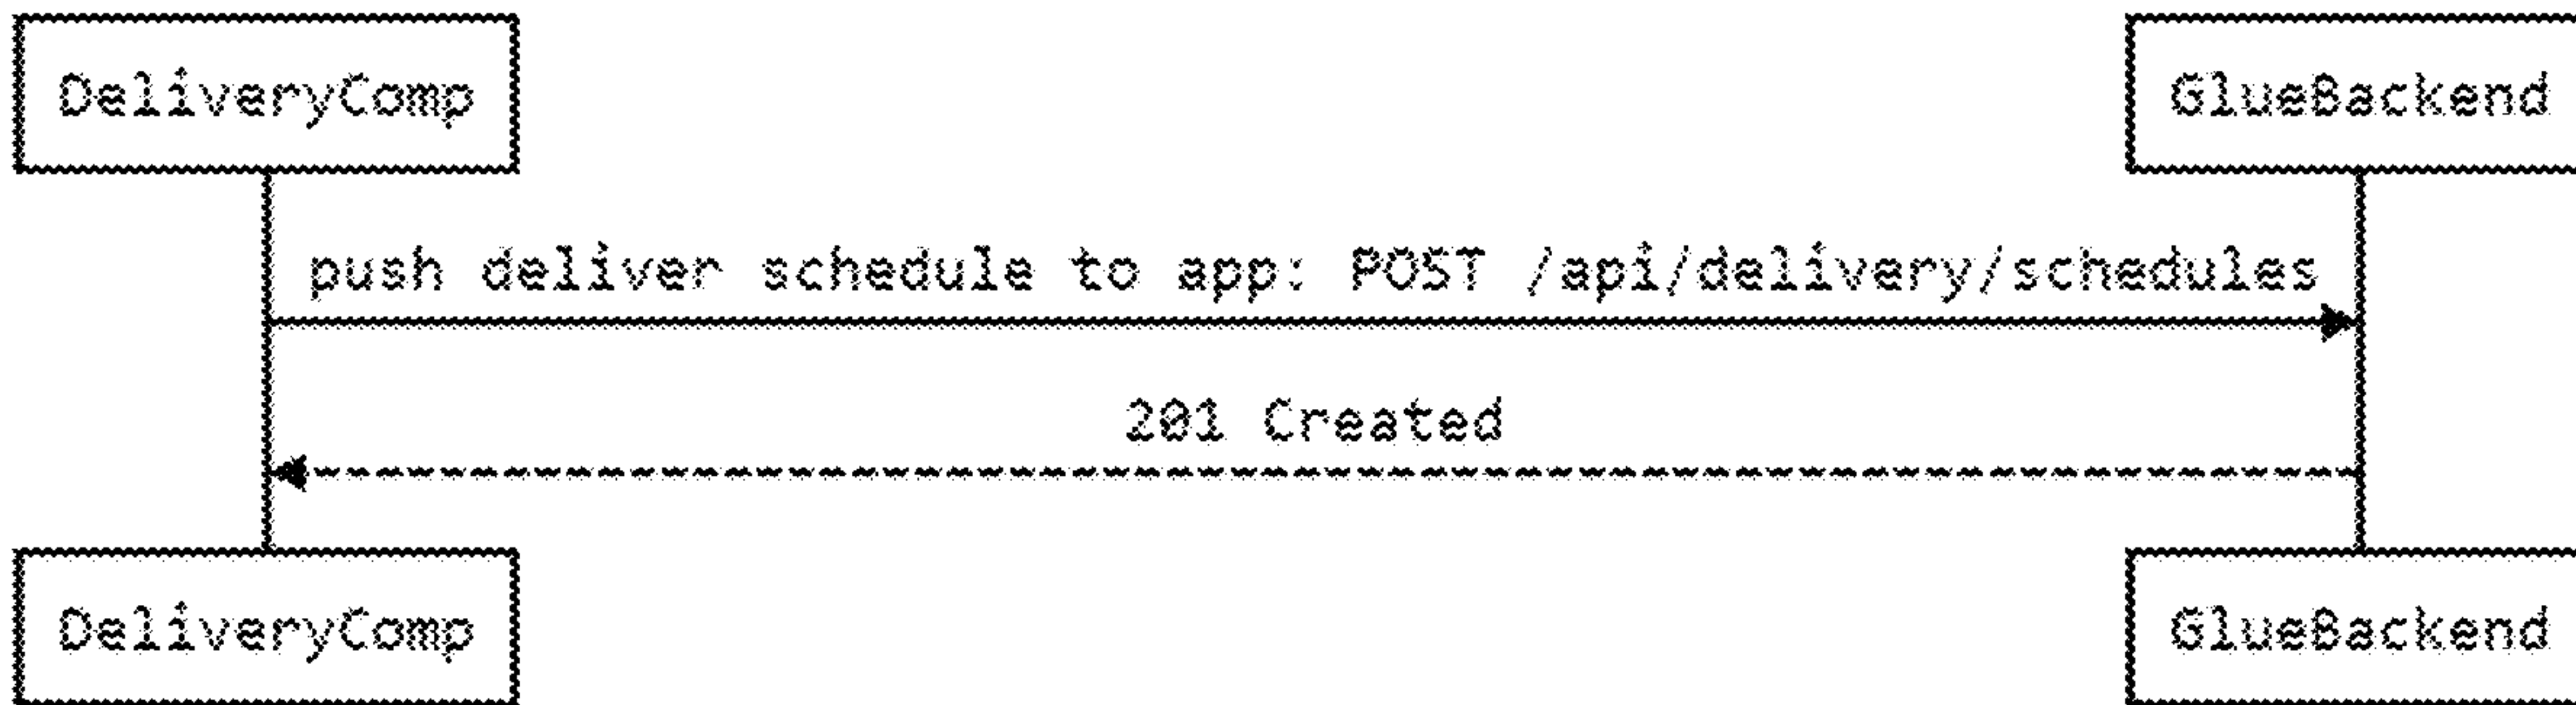 DeliveryComp
GlueBackend
push deliver schedule to app: POST /api/delivery/schedules
201 Created
DeliveryComp
GlueBackend